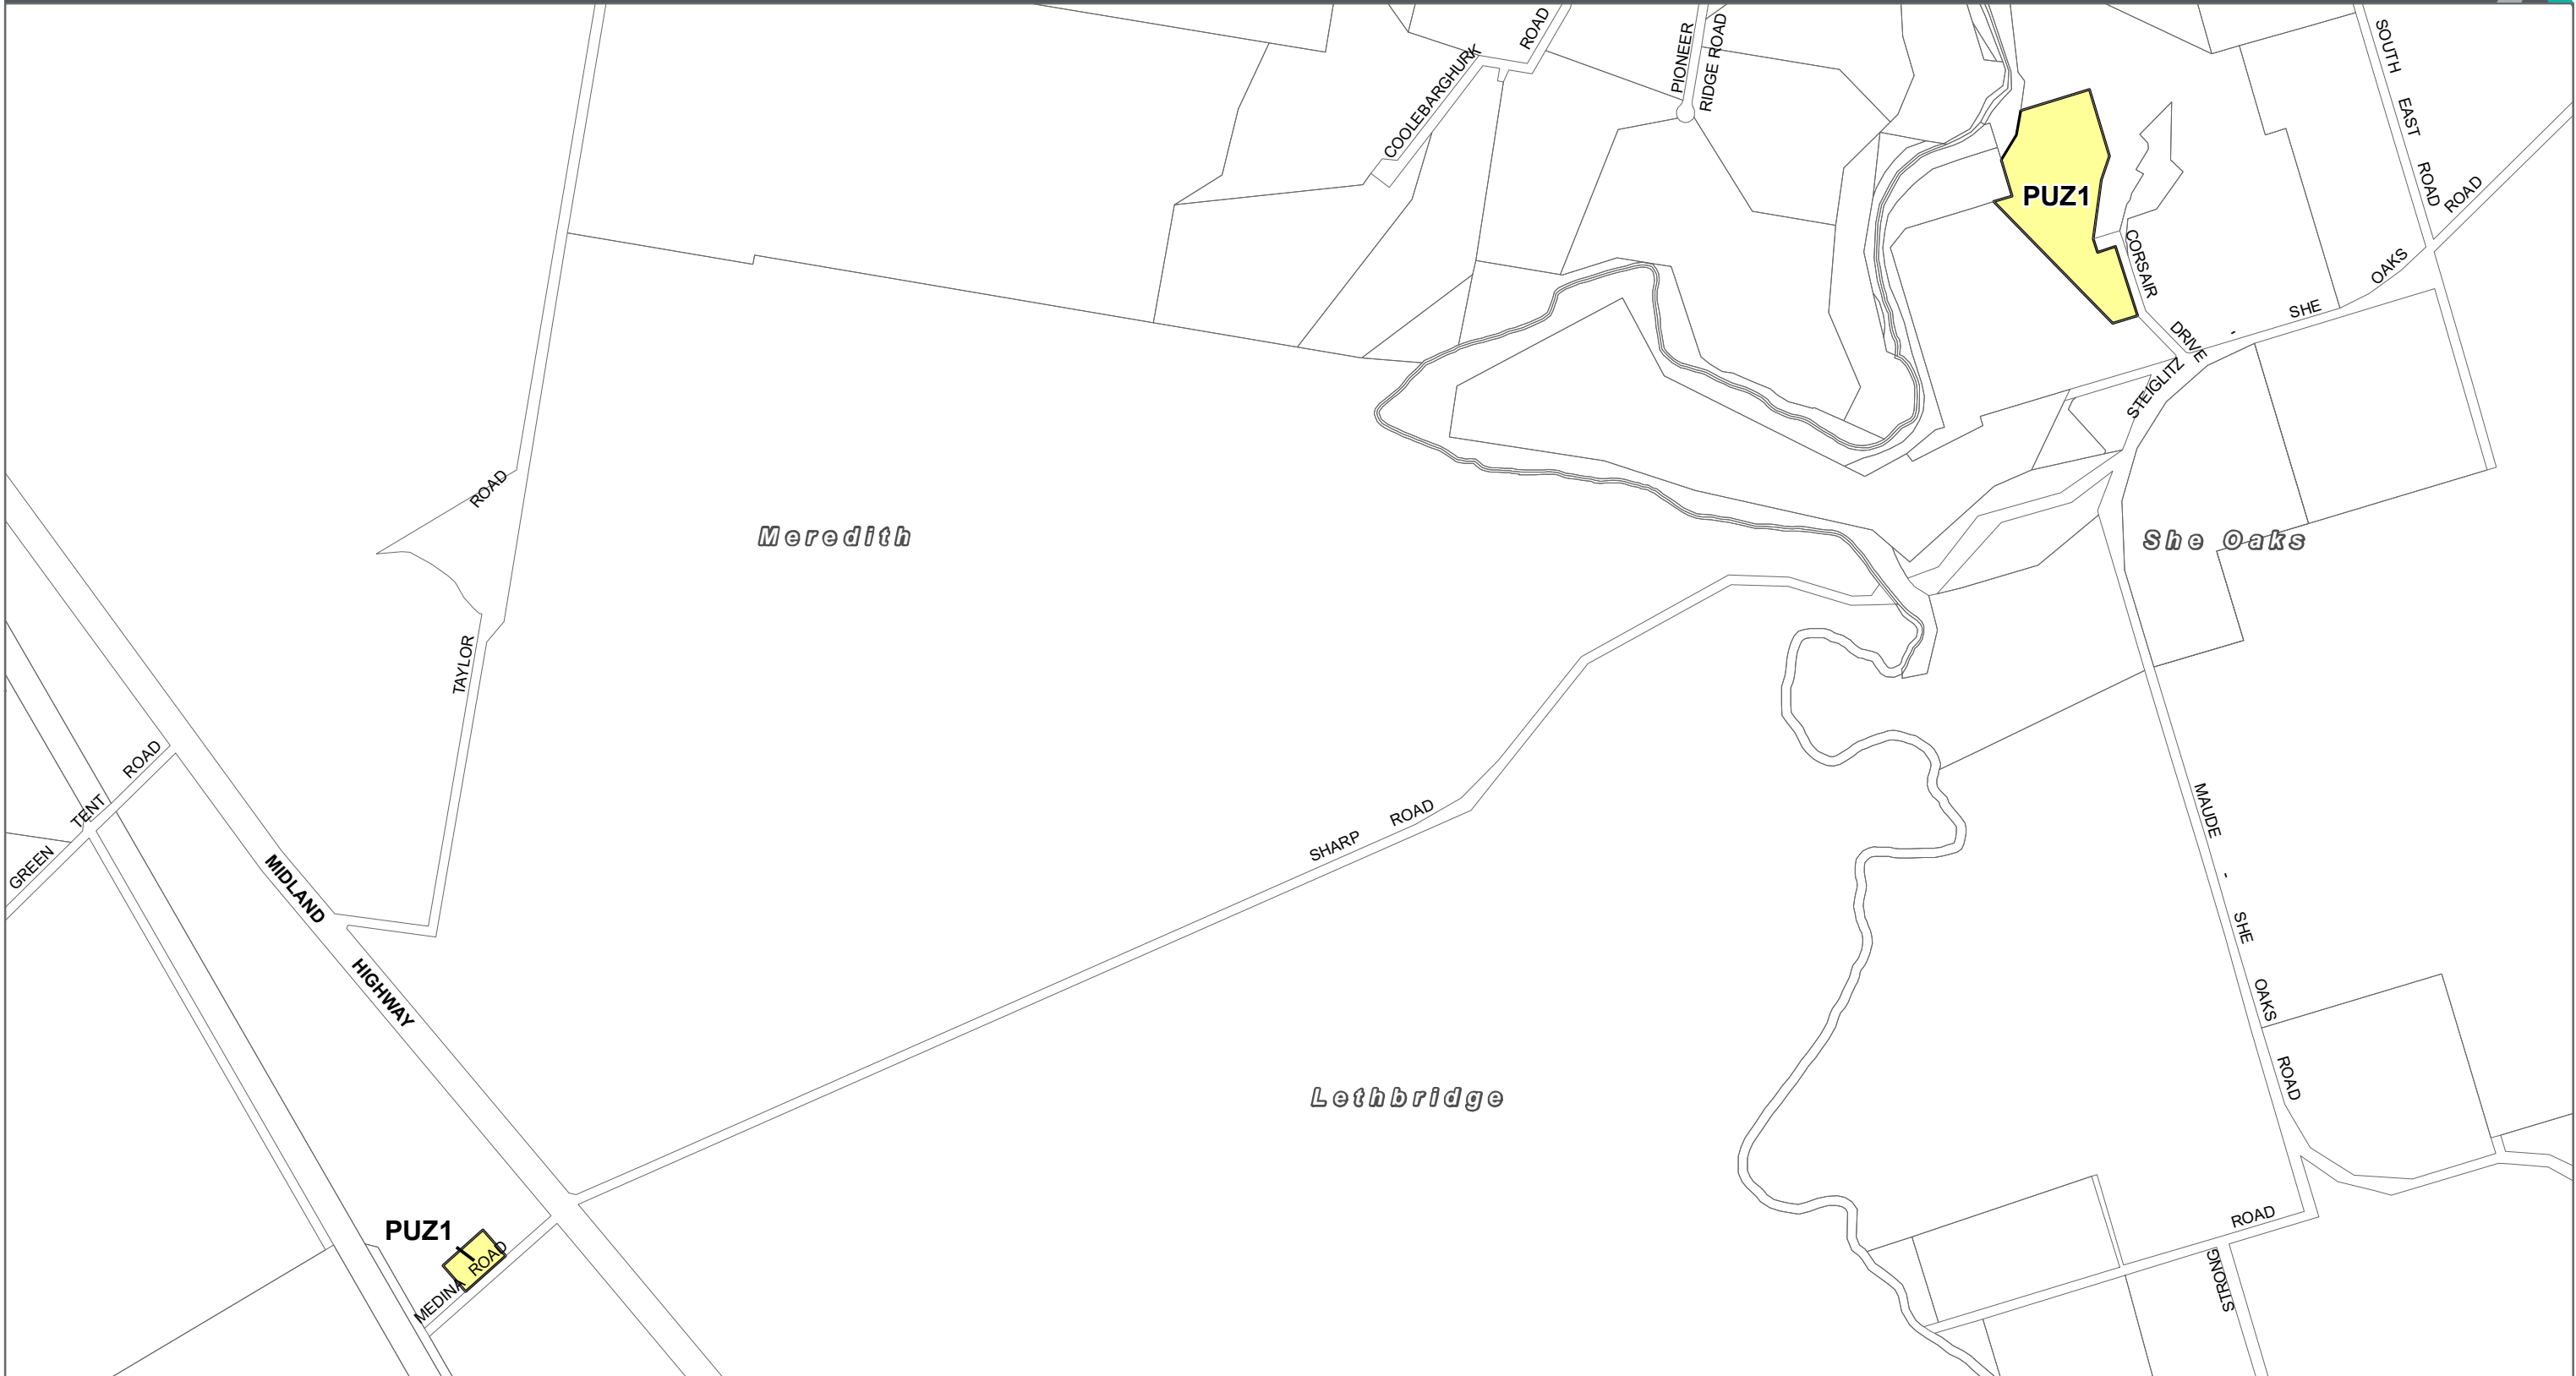 COOLEBARGHURK ROAD
PIONEER
RIDGE ROAD
SOUTH EAST ROAD
PUZ1
CORSAIR DRIVE
STEIGLITZ - SHE OAKS ROAD
TAYLOR ROAD
Meredith
She Oaks
GREEN TENT ROAD
MIDLAND HIGHWAY
SHARP ROAD
MAUDE - SHE OAKS ROAD
Lethbridge
PUZ1
MEDINA ROAD
STRONG ROAD